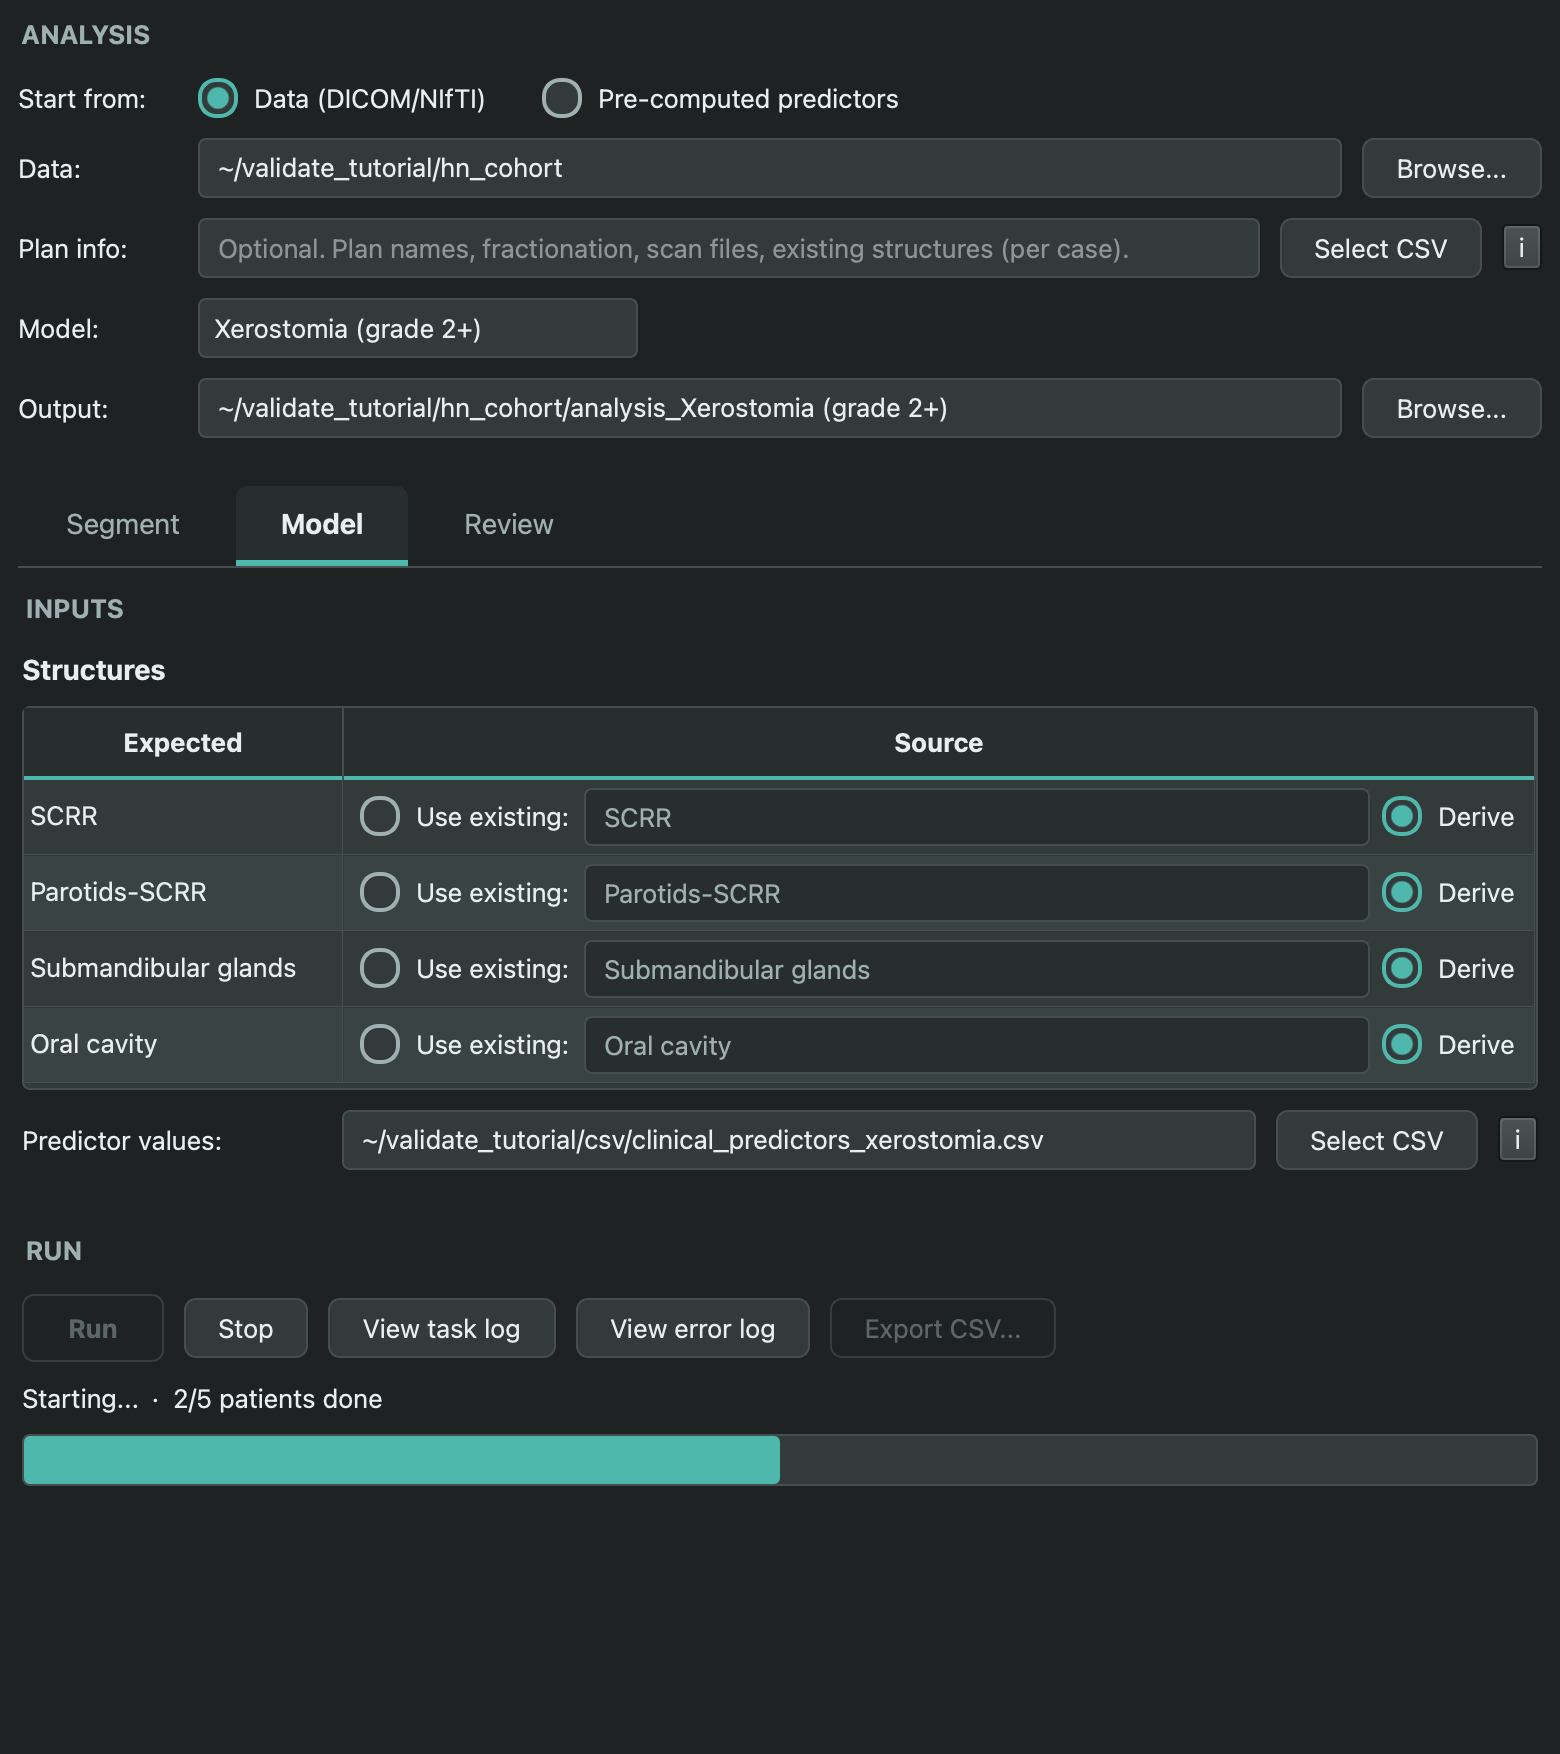 ANALYSIS
Start from: Data (DICOM/NIfTI) Pre-computed predictors
Data: ~/validate_tutorial/hn_cohort Browse...
Plan info: Optional. Plan names, fractionation, scan files, existing structures (per case). Select CSV i
Model: Xerostomia (grade 2+)
Output: ~/validate_tutorial/hn_cohort/analysis_Xerostomia (grade 2+) Browse...
Segment Model Review
INPUTS
Structures
Expected Source
SCRR Use existing: SCRR Derive
Parotids-SCRR Use existing: Parotids-SCRR Derive
Submandibular glands Use existing: Submandibular glands Derive
Oral cavity Use existing: Oral cavity Derive
Predictor values: ~/validate_tutorial/csv/clinical_predictors_xerostomia.csv Select CSV i
RUN
Run Stop View task log View error log Export CSV...
Starting... · 2/5 patients done